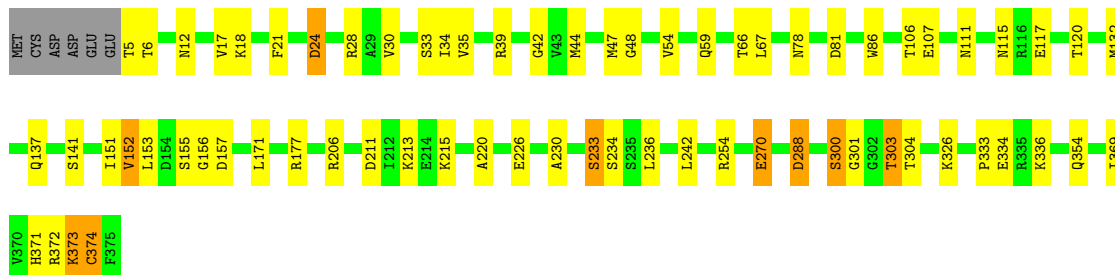 MET CYS ASP ASP GLU GLU T5 T6 N12 V17 K18 F21 D24 R28 A29 V30 S33 I34 V35 R39 G42 V43 M44 M47 G48 V54 Q59 T66 L67 N78 D81 W86 T106 E107 N111 N115 R116 E117 T120 M132
Q137 S141 I151 V152 L153 D154 S155 G156 D157 L171 R177 R206 D211 I212 K213 E214 K215 A220 E226 A230 S233 S234 S235 L236 L242 R254 E270 D288 S300 G301 G302 T303 T304 K326 P333 E334 R335 K336 Q354
V370 H371 R372 K373 C374 F375